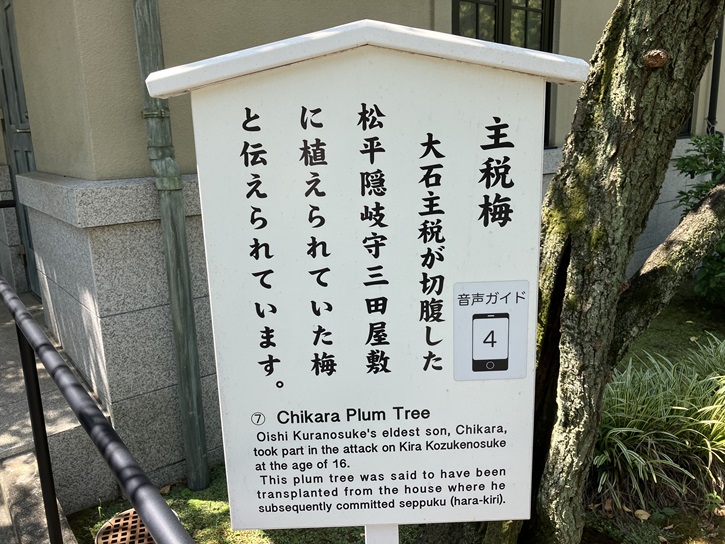 主税梅
大石主税が切腹した
松平隠岐守三田屋敷
に植えられていた梅
と伝えられています。
音声ガイド
4
⑦ Chikara Plum Tree
Oishi Kuranosuke's eldest son, Chikara,
took part in the attack on Kira Kozukenosuke
at the age of 16.
This plum tree was said to have been
transplanted from the house where he
subsequently committed seppuku (hara-kiri).